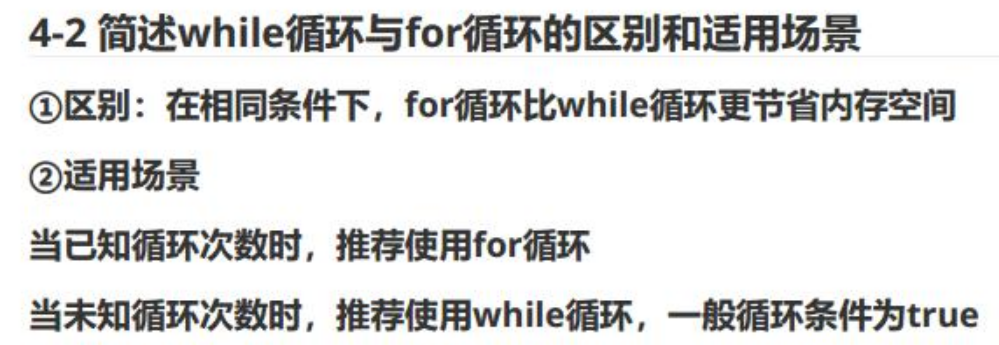 4-2 简述while循环与for循环的区别和适用场景
①区别：在相同条件下，for循环比while循环更节省内存空间
②适用场景
当已知循环次数时，推荐使用for循环
当未知循环次数时，推荐使用while循环，一般循环条件为true